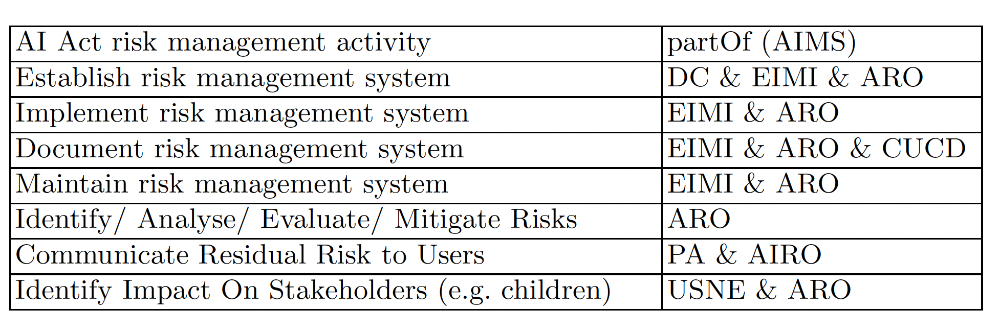 AI Act risk management activity partOf (AIMS)
Establish risk management system DC & EIMI & ARO
Implement risk management system EIMI & ARO
Document risk management system EIMI & ARO & CUCD
Maintain risk management system EIMI & ARO
Identify/ Analyse/ Evaluate/ Mitigate Risks ARO
Communicate Residual Risk to Users PA & AIRO
Identify Impact On Stakeholders (e.g. children) USNE & ARO